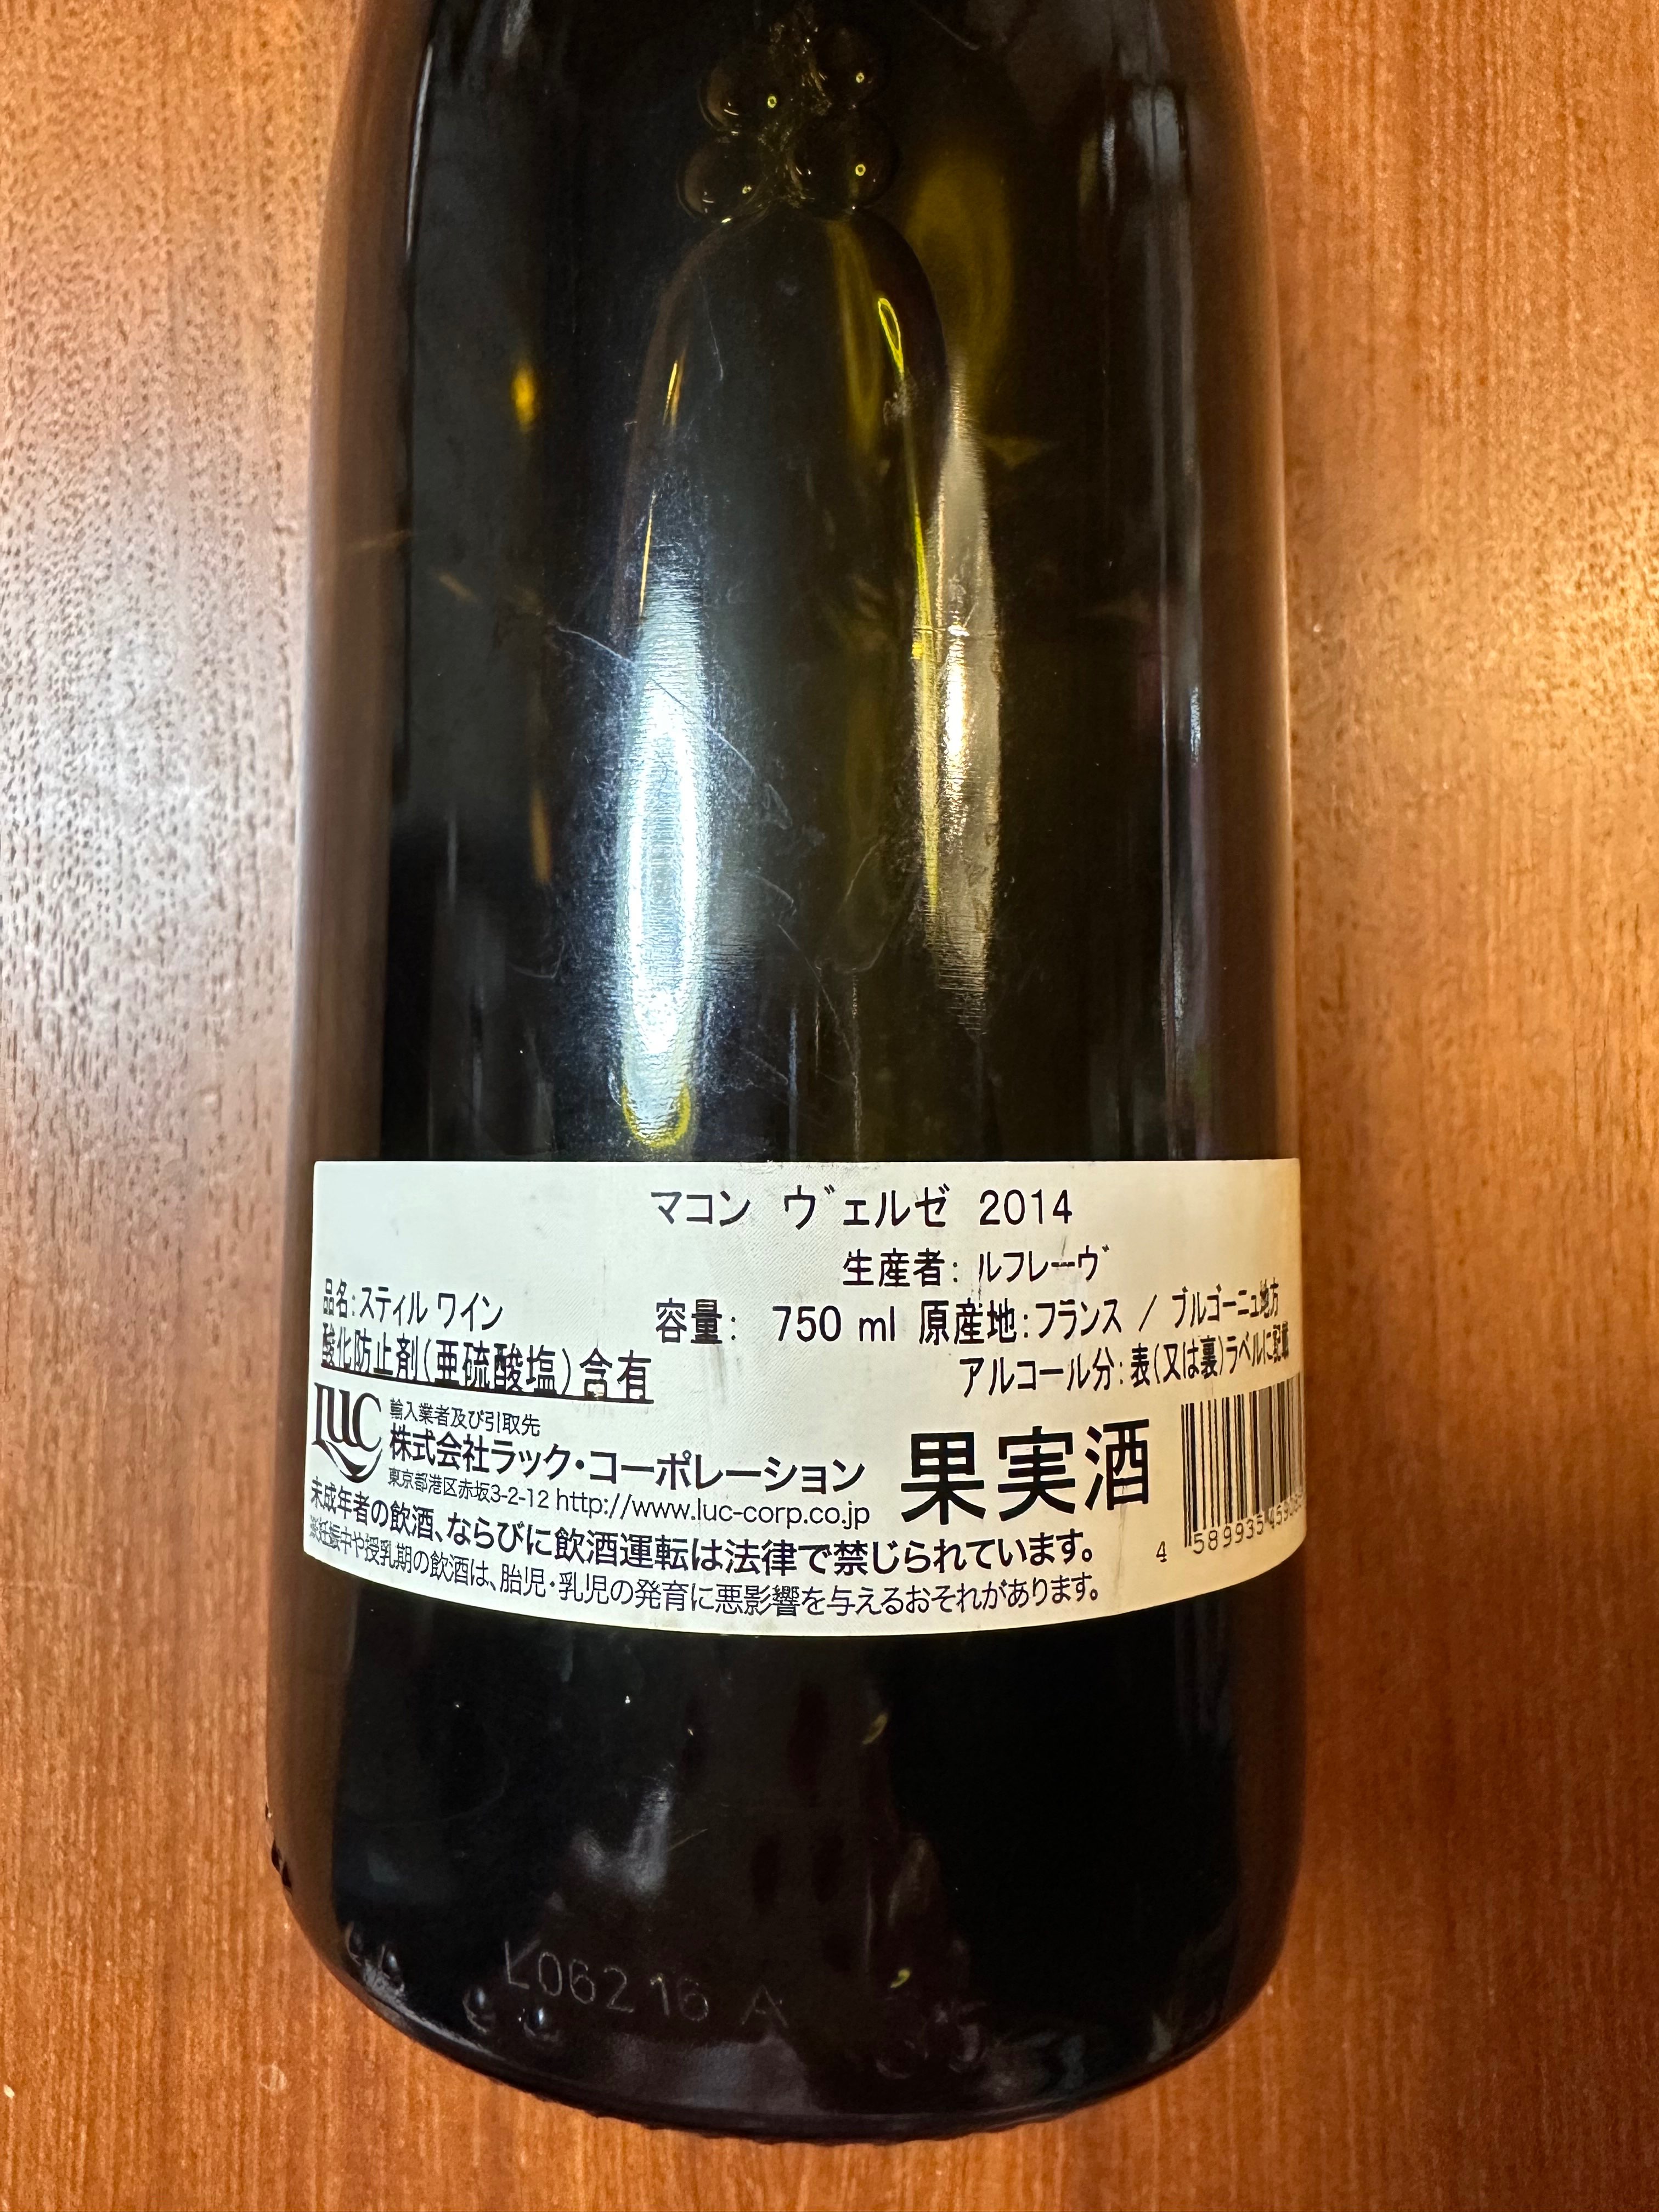 マコン ヴェルゼ 2014
生産者: ルフレーヴ
品名:スティル ワイン
容量: 750 ml 原産地:フランス / ブルゴーニュ地方
酸化防止剤(亜硫酸塩)含有
アルコール分:表(又は裏)ラベルに記載
LUC
輸入業者及び引取先
株式会社ラック・コーポレーション
東京都港区赤坂3-2-12 http://www.luc-corp.co.jp
果実酒
未成年者の飲酒、ならびに飲酒運転は法律で禁じられています。
妊娠中や授乳期の飲酒は、胎児・乳児の発育に悪影響を与えるおそれがあります。
4 589935
L06216 A